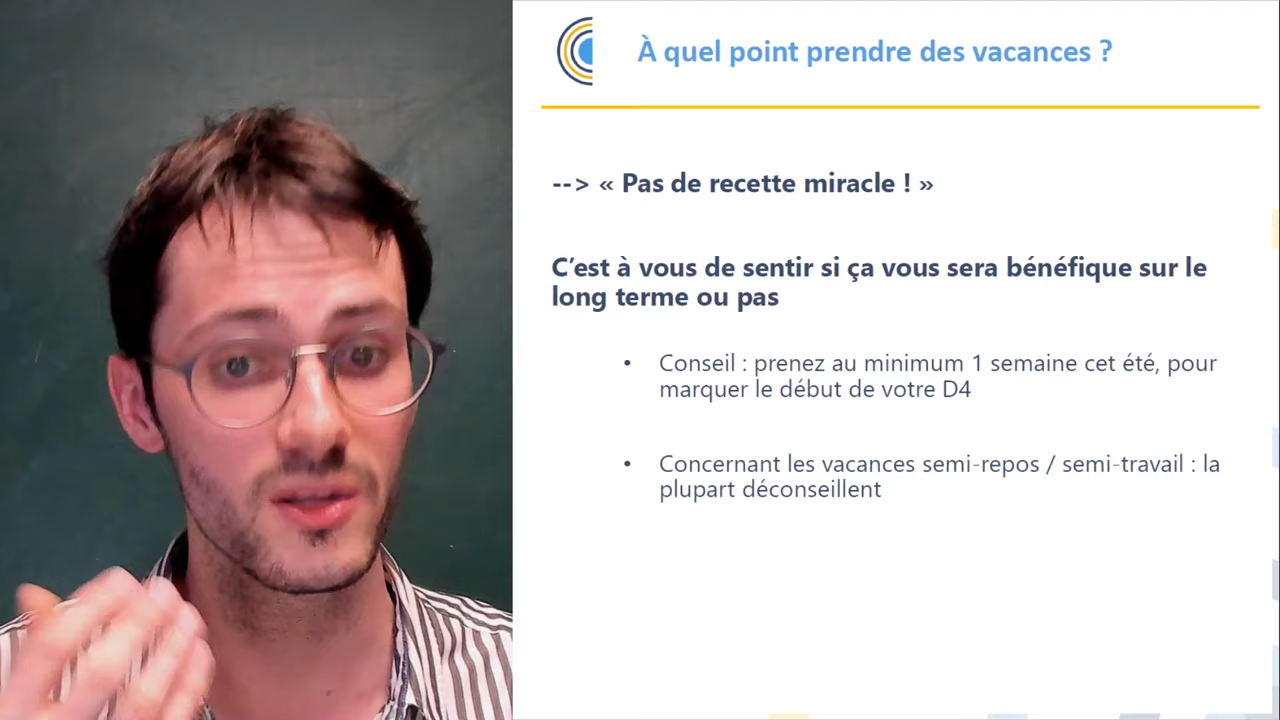 À quel point prendre des vacances ?
--> « Pas de recette miracle ! »
C’est à vous de sentir si ça vous sera bénéfique sur le
long terme ou pas
• Conseil : prenez au minimum 1 semaine cet été, pour
marquer le début de votre D4
• Concernant les vacances semi-repos / semi-travail : la
plupart déconseillent